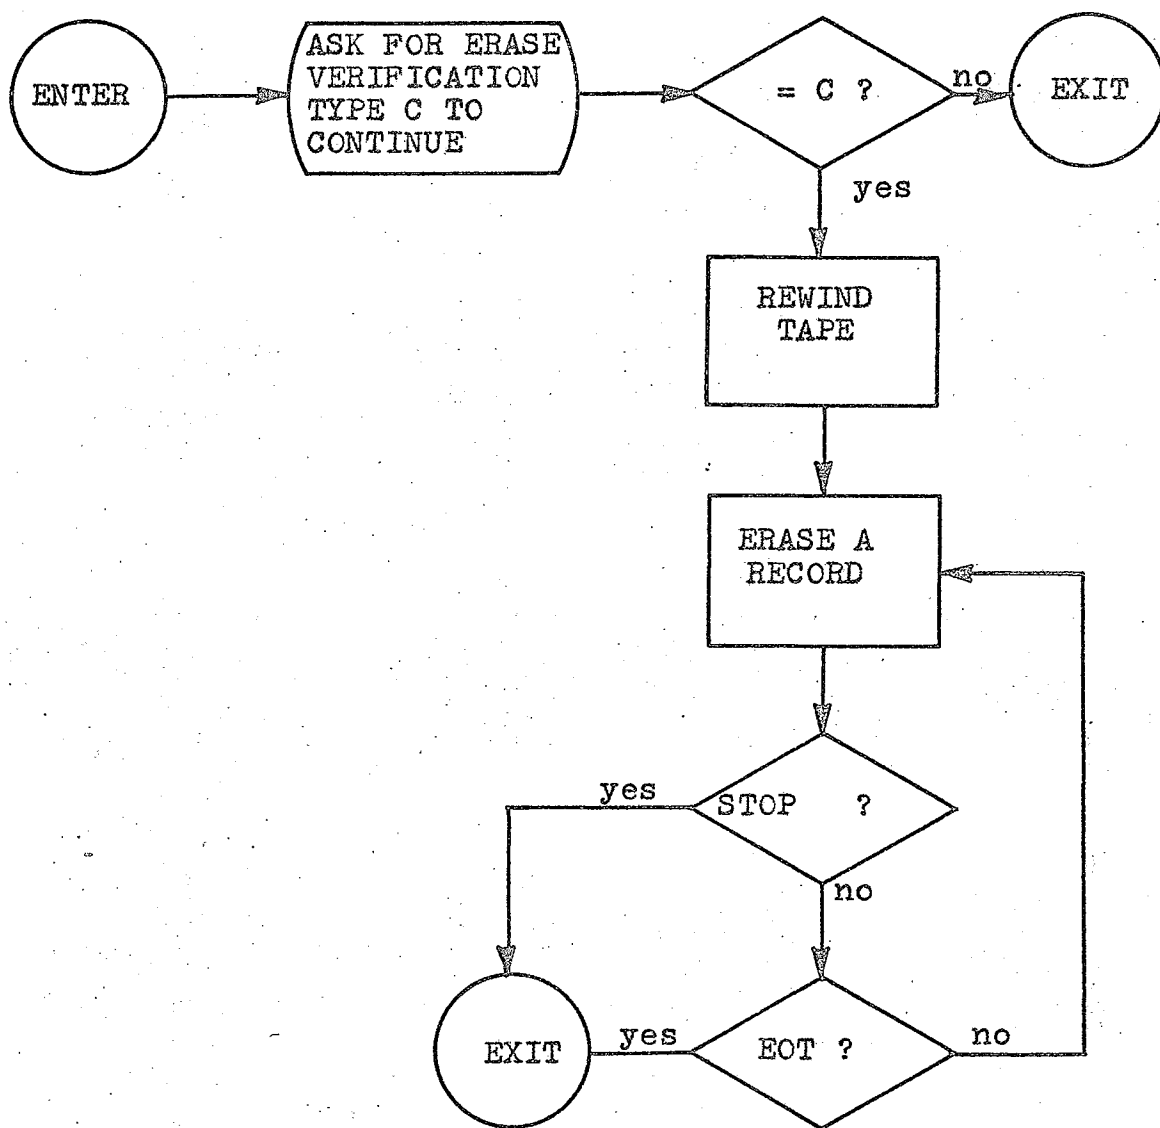 ENTER
ASK FOR ERASE
VERIFICATION
TYPE C TO
CONTINUE
= C ?
no
EXIT
yes
REWIND
TAPE
ERASE A
RECORD
yes
STOP ?
no
EXIT
yes
EOT ?
no